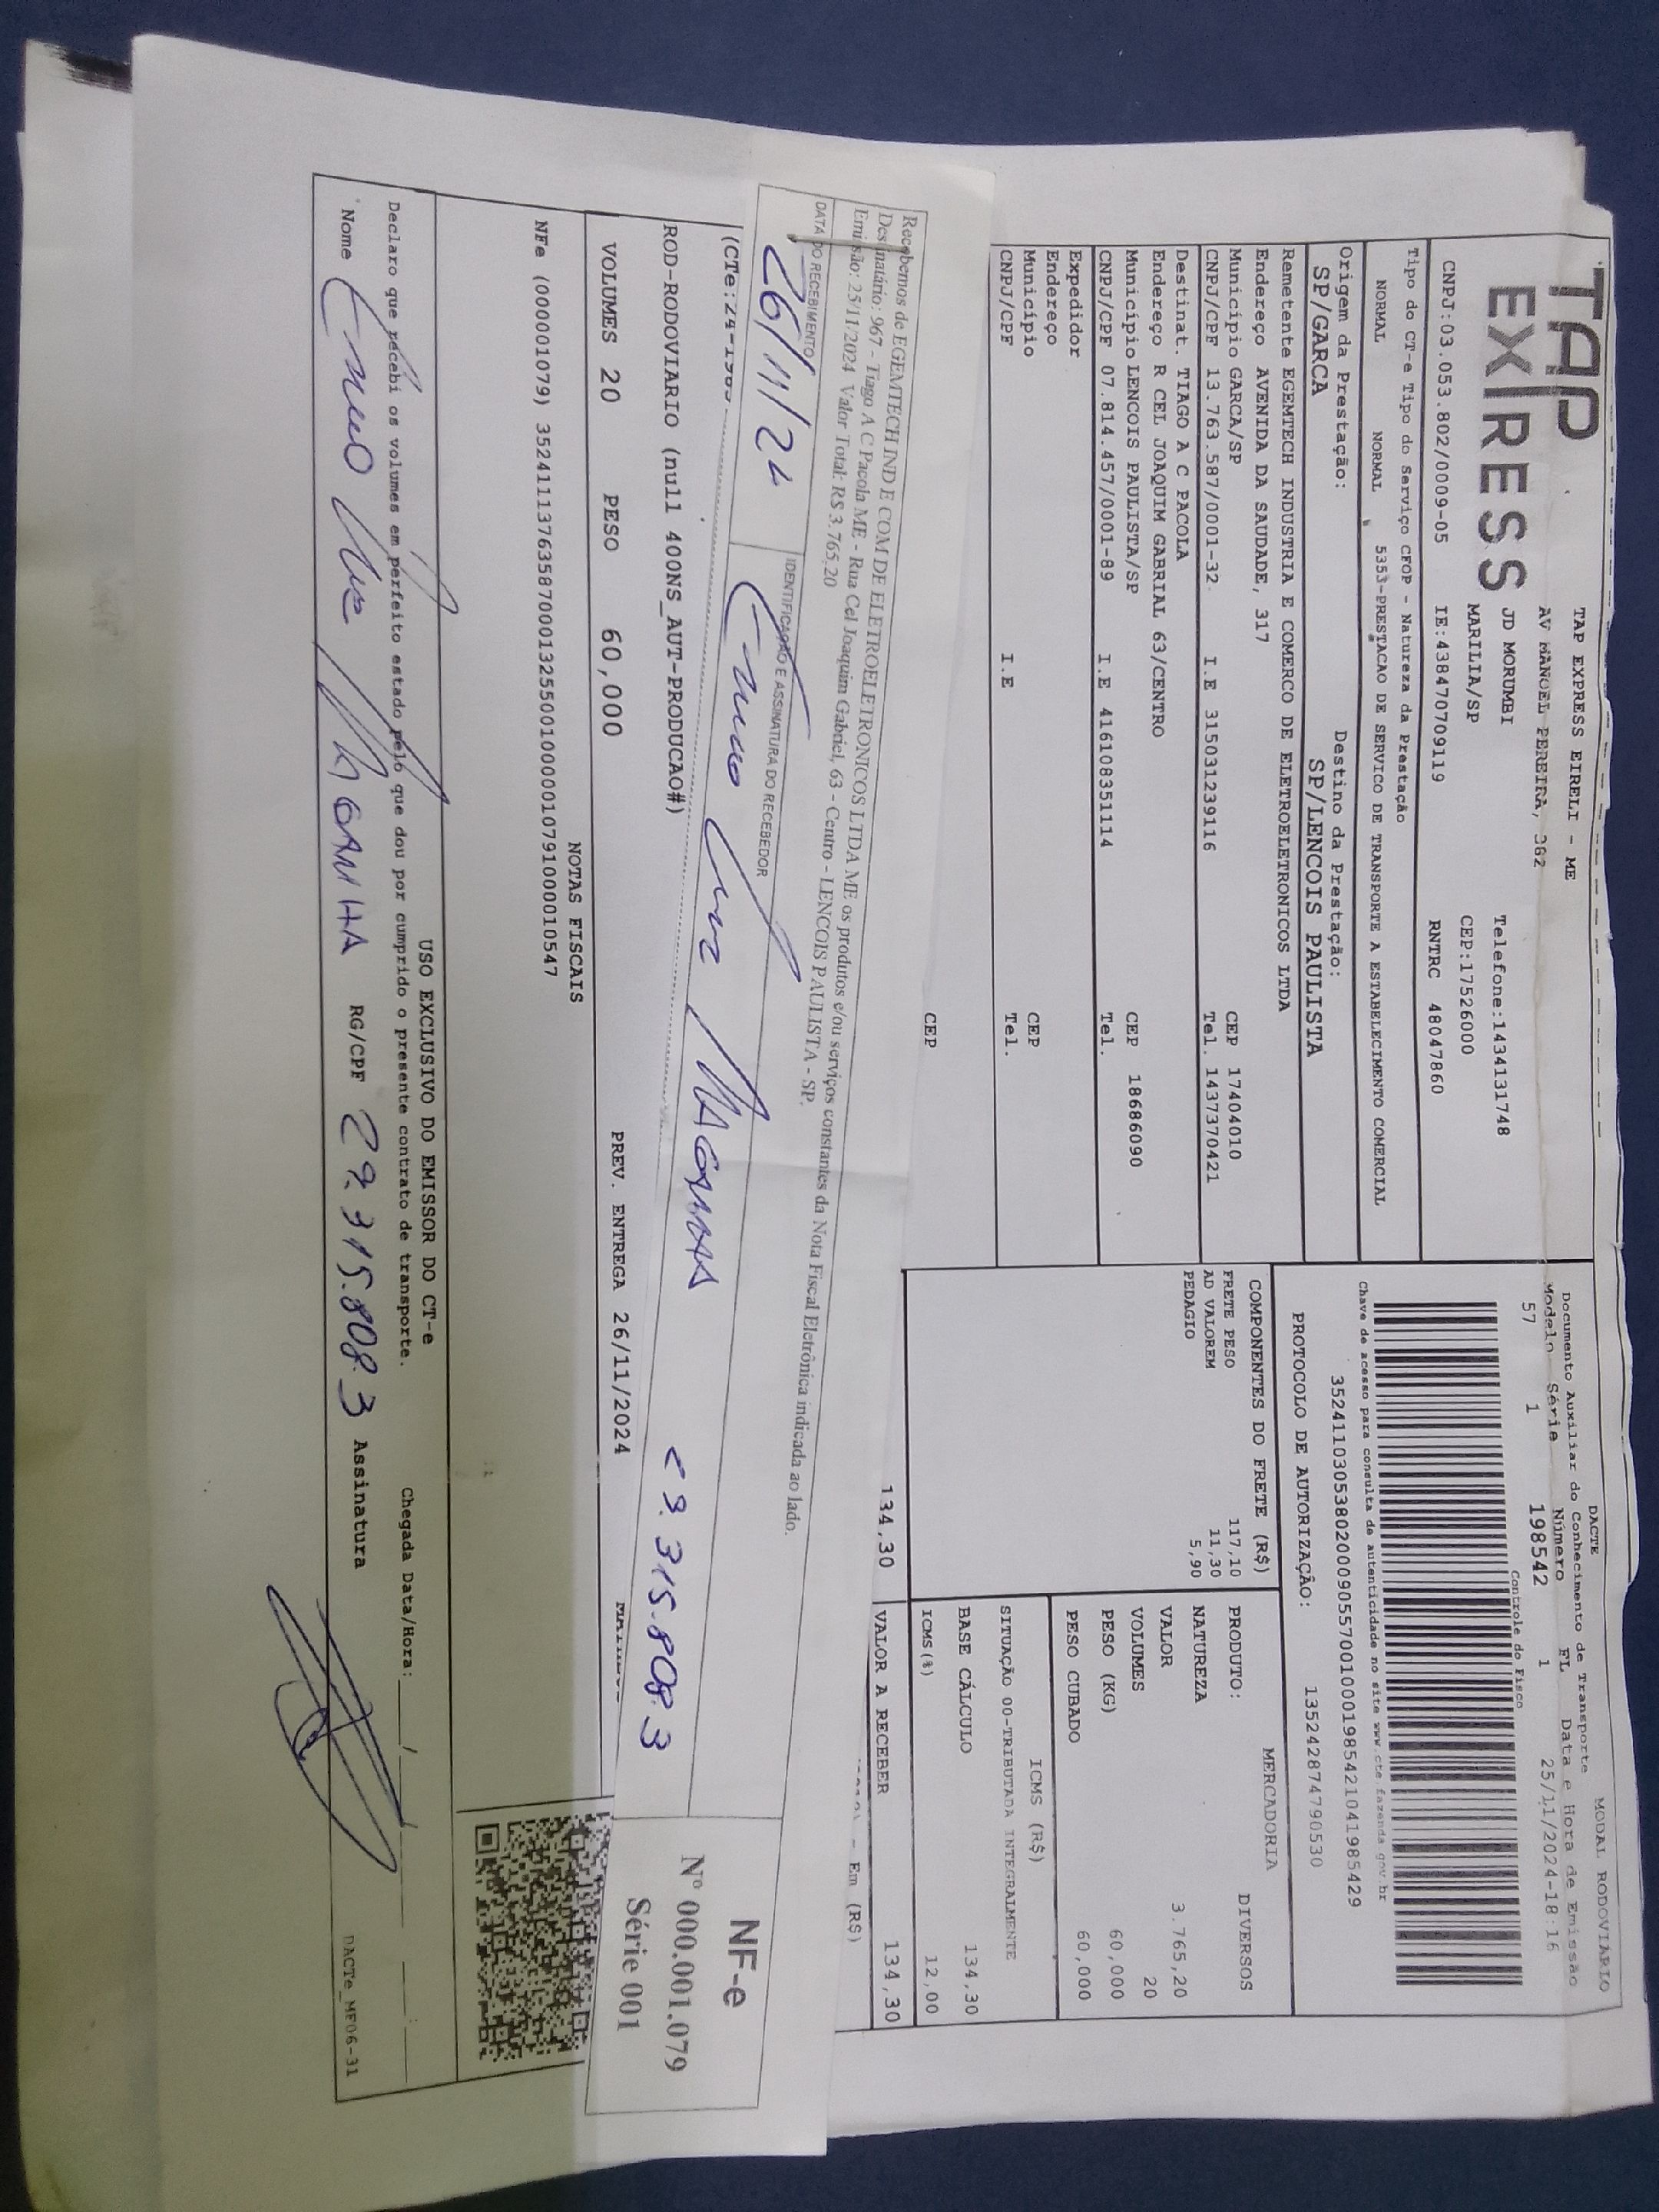 TAP
EXPRESS
TAP EXPRESS EIRELI - ME
AV MANOEL PEREIRA, 382
JD MORUMBI
Telefone:1434131748
MARILIA/SP
CEP:17526000
CNPJ:03.053.802/0009-05
IE:438470709119
RNTRC 48047860
Tipo do CT-e Tipo do Serviço CFOP - Natureza da Prestação
NORMAL NORMAL 5353-PRESTACAO DE SERVICO DE TRANSPORTE A ESTABELECIMENTO COMERCIAL
Origem da Prestação: Destino da Prestação:
SP/GARCA SP/LENCOIS PAULISTA
Remetente EGEMTECH INDUSTRIA E COMERCO DE ELETROELETRONICOS LTDA
Endereço AVENIDA DA SAUDADE, 317
Município GARCA/SP CEP 17404010
CNPJ/CPF 13.763.587/0001-32 I.E 315031239116 Tel. 1437370421
Destinat. TIAGO A C PACOLA
Endereço R CEL JOAQUIM GABRIAL 63/CENTRO
Município LENCOIS PAULISTA/SP CEP 18686090
CNPJ/CPF 07.814.457/0001-89 I.E 416108351114 Tel.
Expedidor
Endereço
Município CEP
CNPJ/CPF I.E Tel.
CEP
DACTE MODAL RODOVIÁRIO
Documento Auxiliar do Conhecimento de Transporte
Modelo Série Número FL Data e Hora de Emissão
57 1 198542 1 25/11/2024-18:16
Controle do Fisco
Chave de acesso para consulta de autenticidade no site www.cte fazenda gov.br
35241103053802000905570010001985421041985429
PROTOCOLO DE AUTORIZAÇÃO: 135242874790530
COMPONENTES DO FRETE (R$)
FRETE PESO 117,10
AD VALOREM 11,30
PEDAGIO 5,90
134,30
MERCADORIA
PRODUTO: DIVERSOS
NATUREZA
VALOR 3.765,20
VOLUMES 20
PESO (KG) 60,000
PESO CUBADO 60,000
ICMS (R$)
SITUAÇÃO 00-TRIBUTADA INTEGRALMENTE
BASE CÁLCULO 134,30
ICMS(%) 12,00
VALOR A RECEBER 134,30
- Em (R$)
Recebemos de EGEMTECH IND E COM DE ELETROELETRONICOS LTDA ME os produtos e/ou serviços constantes da Nota Fiscal Eletrônica indicada ao lado.
Destinatário: 967 - Tiago A C Pacola ME - Rua Cel Joaquim Gabriel, 63 - Centro - LENCOIS PAULISTA - SP.
Emissão: 25/11/2024 Valor Total: R$ 3.765,20
DATA DO RECEBIMENTO IDENTIFICAÇÃO E ASSINATURA DO RECEBEDOR
26/11/24
315.808.3
NF-e
Nº 000.001.079
Série 001
ROD-RODOVIARIO (null 400NS_AUT-PRODUCAO#)
VOLUMES 20 PESO 60,000 PREV. ENTREGA 26/11/2024
NOTAS FISCAIS
NFe (000001079) 35241113763587000132550010000010791000010547
USO EXCLUSIVO DO EMISSOR DO CT-e
Declaro que recebi os volumes em perfeito estado pelo que dou por cumprido o presente contrato de transporte. Chegada Data/Hora: ____/____ ____:____
Nome RG/CPF 29.315.808.3 Assinatura
DACTe_MF06-31